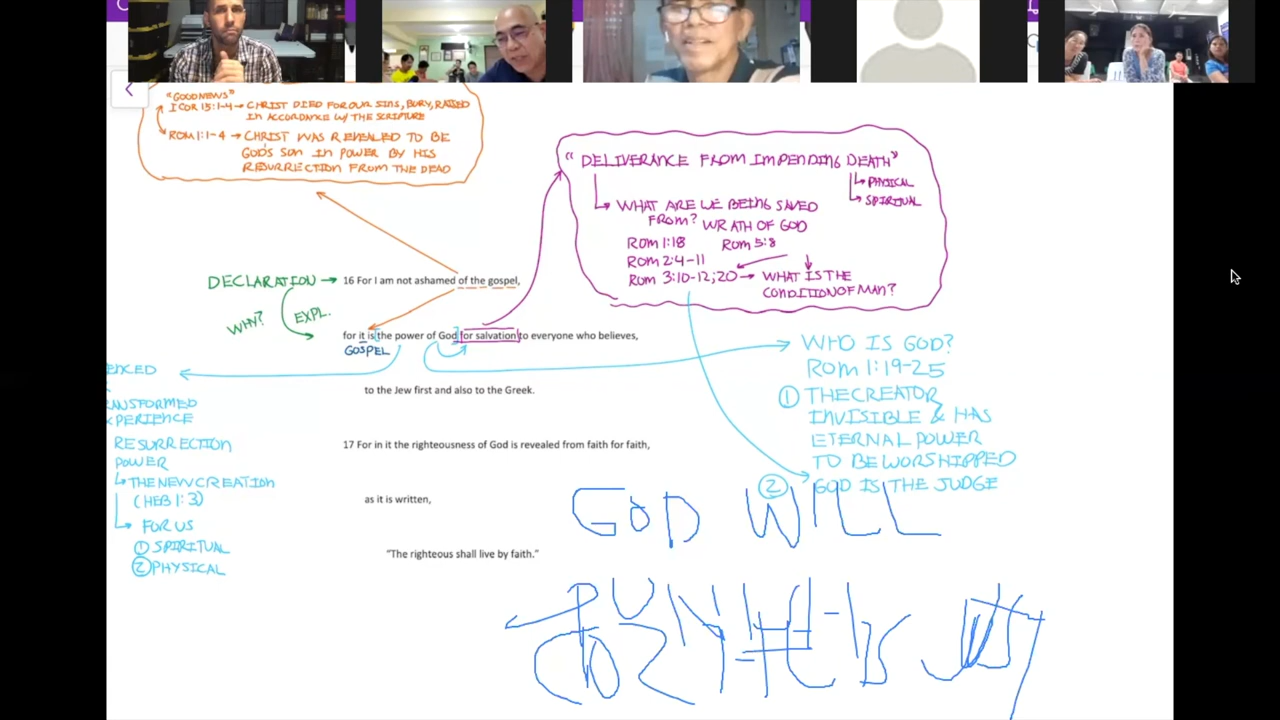 "GOODNEWS"
I COR 15:1-4 → CHRIST DIED FOR OUR SINS, BURY, RAISED
IN ACCORDANCE W/ THE SCRIPTURE
ROM 1:1-4 → CHRIST WAS REVEALED TO BE
GOD'S SON IN POWER BY HIS
RESURRECTION FROM THE DEAD
"DELIVERANCE FROM IMPENDING DEATH"
PHYSICAL
SPIRITUAL
WHAT ARE WE BEING SAVED
FROM? WRATH OF GOD
ROM 1:18 ROM 5:8
ROM 2:4-11
ROM 3:10-12;20 → WHAT IS THE
CONDITION OF MAN?
DECLARATION → 16 For I am not ashamed of the gospel,
WHY? EXPL.
for it is the power of God for salvation to everyone who believes,
GOSPEL
to the Jew first and also to the Greek.
17 For in it the righteousness of God is revealed from faith for faith,
as it is written,
"The righteous shall live by faith."
ENCED
ANSFORMED
XPERIENCE
RESURRECTION
POWER
THE NEW CREATION
(HEB 1:3)
FOR US
① SPIRITUAL
② PHYSICAL
WHO IS GOD?
ROM 1:19-25
① THE CREATOR
INVISIBLE & HAS
ETERNAL POWER
TO BE WORSHIPPED
② GOD IS THE JUDGE
GOD WILL